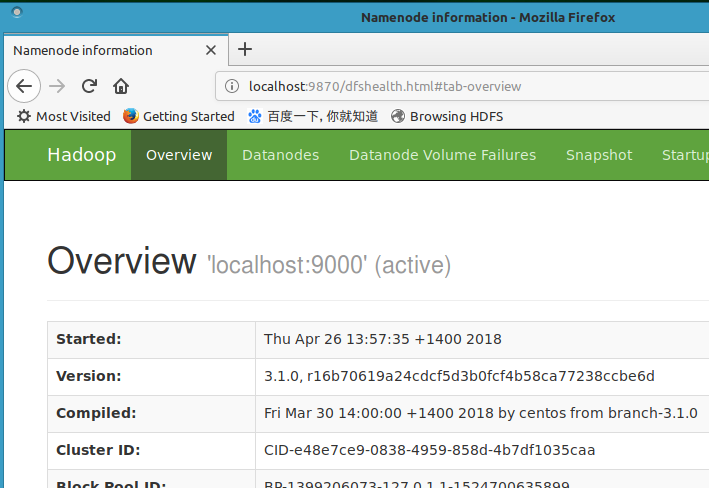 Namenode information - Mozilla Firefox
Namenode information
localhost:9870/dfshealth.html#tab-overview
Most Visited Getting Started 百度一下, 你就知道 Browsing HDFS
Hadoop Overview Datanodes Datanode Volume Failures Snapshot Startup
Overview 'localhost:9000' (active)
Started: Thu Apr 26 13:57:35 +1400 2018
Version: 3.1.0, r16b70619a24cdcf5d3b0fcf4b58ca77238ccbe6d
Compiled: Fri Mar 30 14:00:00 +1400 2018 by centos from branch-3.1.0
Cluster ID: CID-e48e7ce9-0838-4959-858d-4b7df1035caa
Block Pool ID: BP-1399206073-127.0.1.1-1524700635899